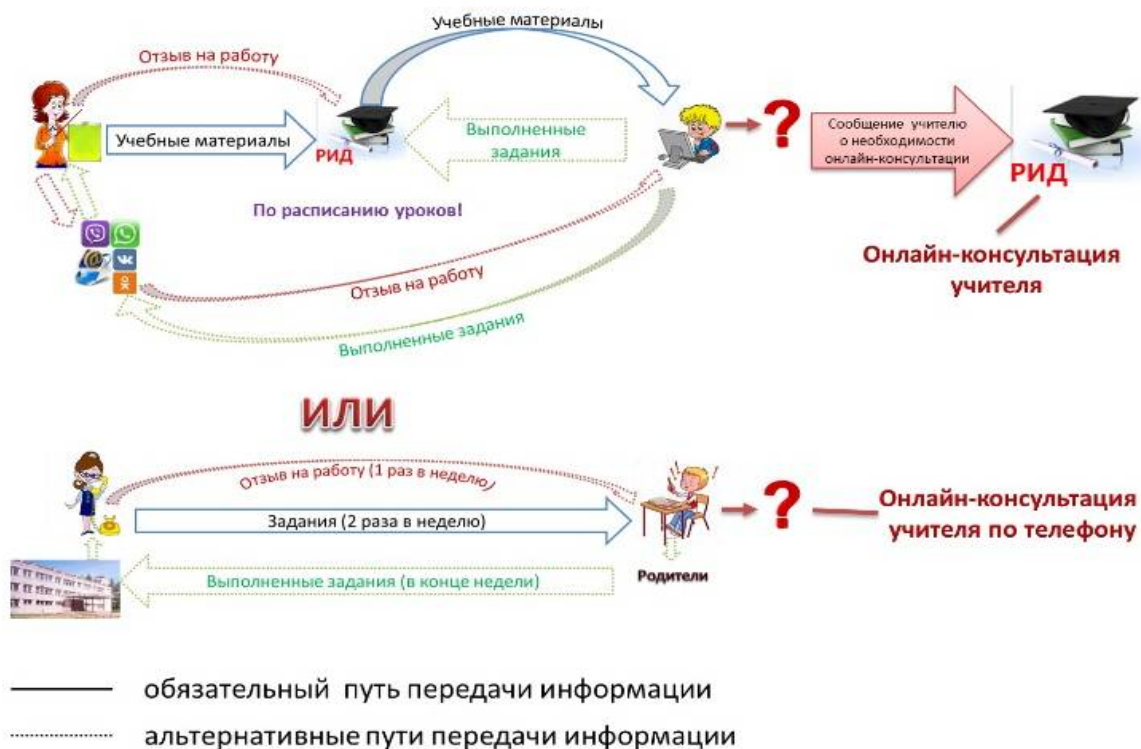 Учебные материалы
Отзыв на работу
Учебные материалы
РИД
Выполненные
задания
?
Сообщение учителю
о необходимости
онлайн-консультации
РИД
По расписанию уроков!
Онлайн-консультация
учителя
Отзыв на работу
Выполненные задания
ИЛИ
Отзыв на работу (1 раз в неделю)
Задания (2 раза в неделю)
?
Онлайн-консультация
учителя по телефону
Выполненные задания (в конце недели)
Родители
обязательный путь передачи информации
альтернативные пути передачи информации